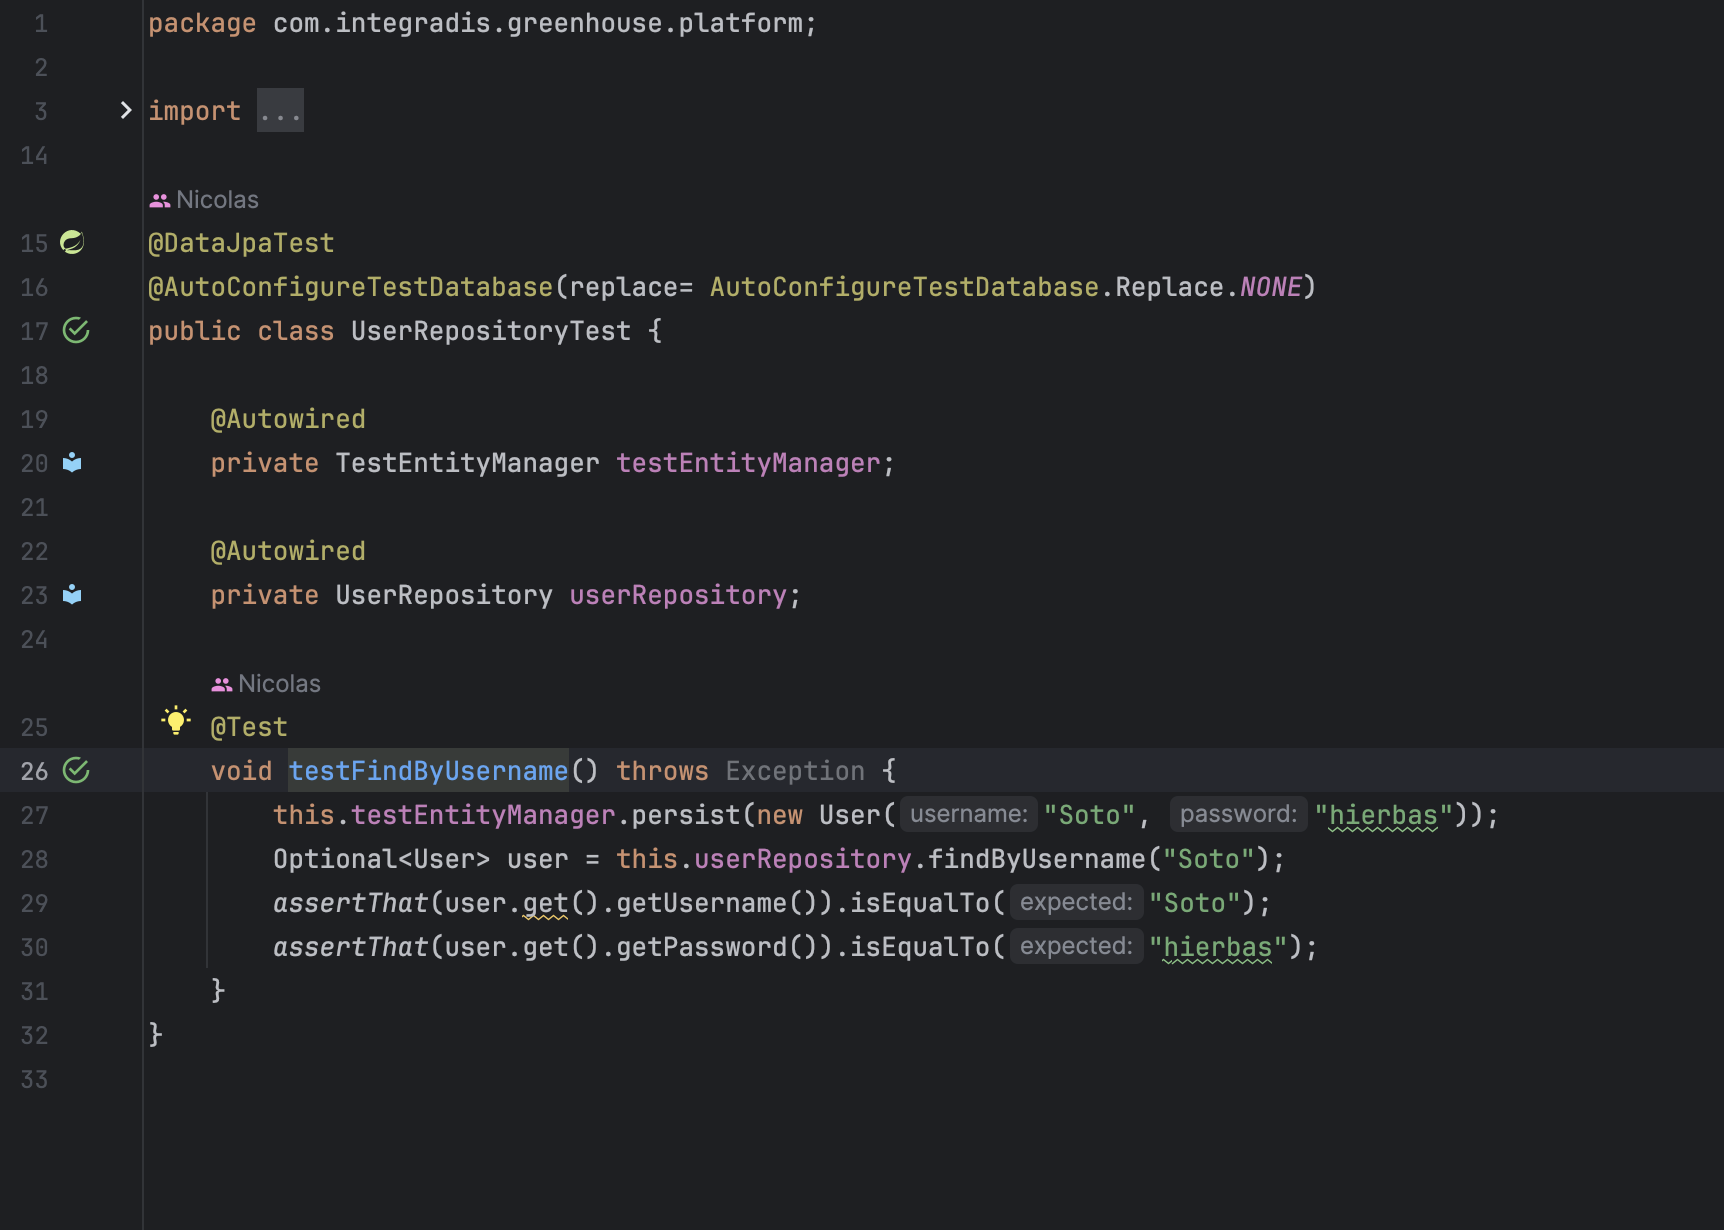 1 package com.integradis.greenhouse.platform;
2
3 import ...
14
Nicolas
15 @DataJpaTest
16 @AutoConfigureTestDatabase(replace= AutoConfigureTestDatabase.Replace.NONE)
17 public class UserRepositoryTest {
18
19 @Autowired
20 private TestEntityManager testEntityManager;
21
22 @Autowired
23 private UserRepository userRepository;
24
Nicolas
25 @Test
26 void testFindByUsername() throws Exception {
27 this.testEntityManager.persist(new User( username: "Soto", password: "hierbas"));
28 Optional<User> user = this.userRepository.findByUsername("Soto");
29 assertThat(user.get().getUsername()).isEqualTo( expected: "Soto");
30 assertThat(user.get().getPassword()).isEqualTo( expected: "hierbas");
31 }
32 }
33